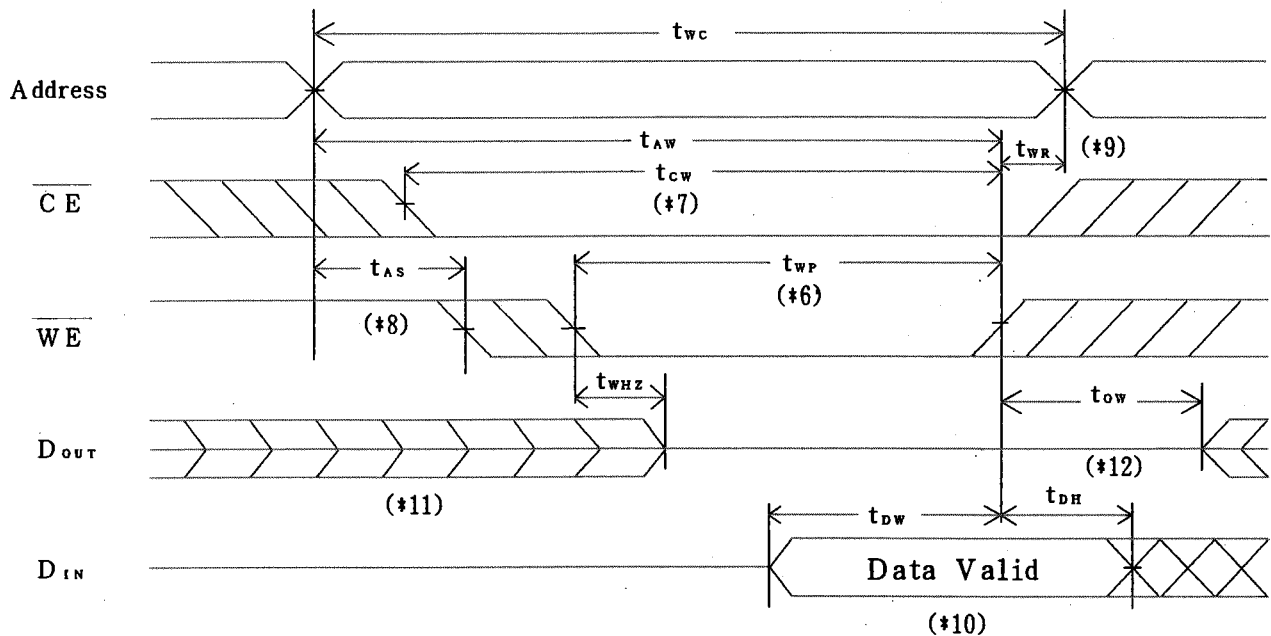 tWC
Address
tAW
tWR (*9)
tCW
CE
(*7)
tAS
tWP
(*6)
(*8)
WE
tWHZ
tOW
DOUT
(*12)
(*11)
tDW
tDH
DIN
Data Valid
(*10)